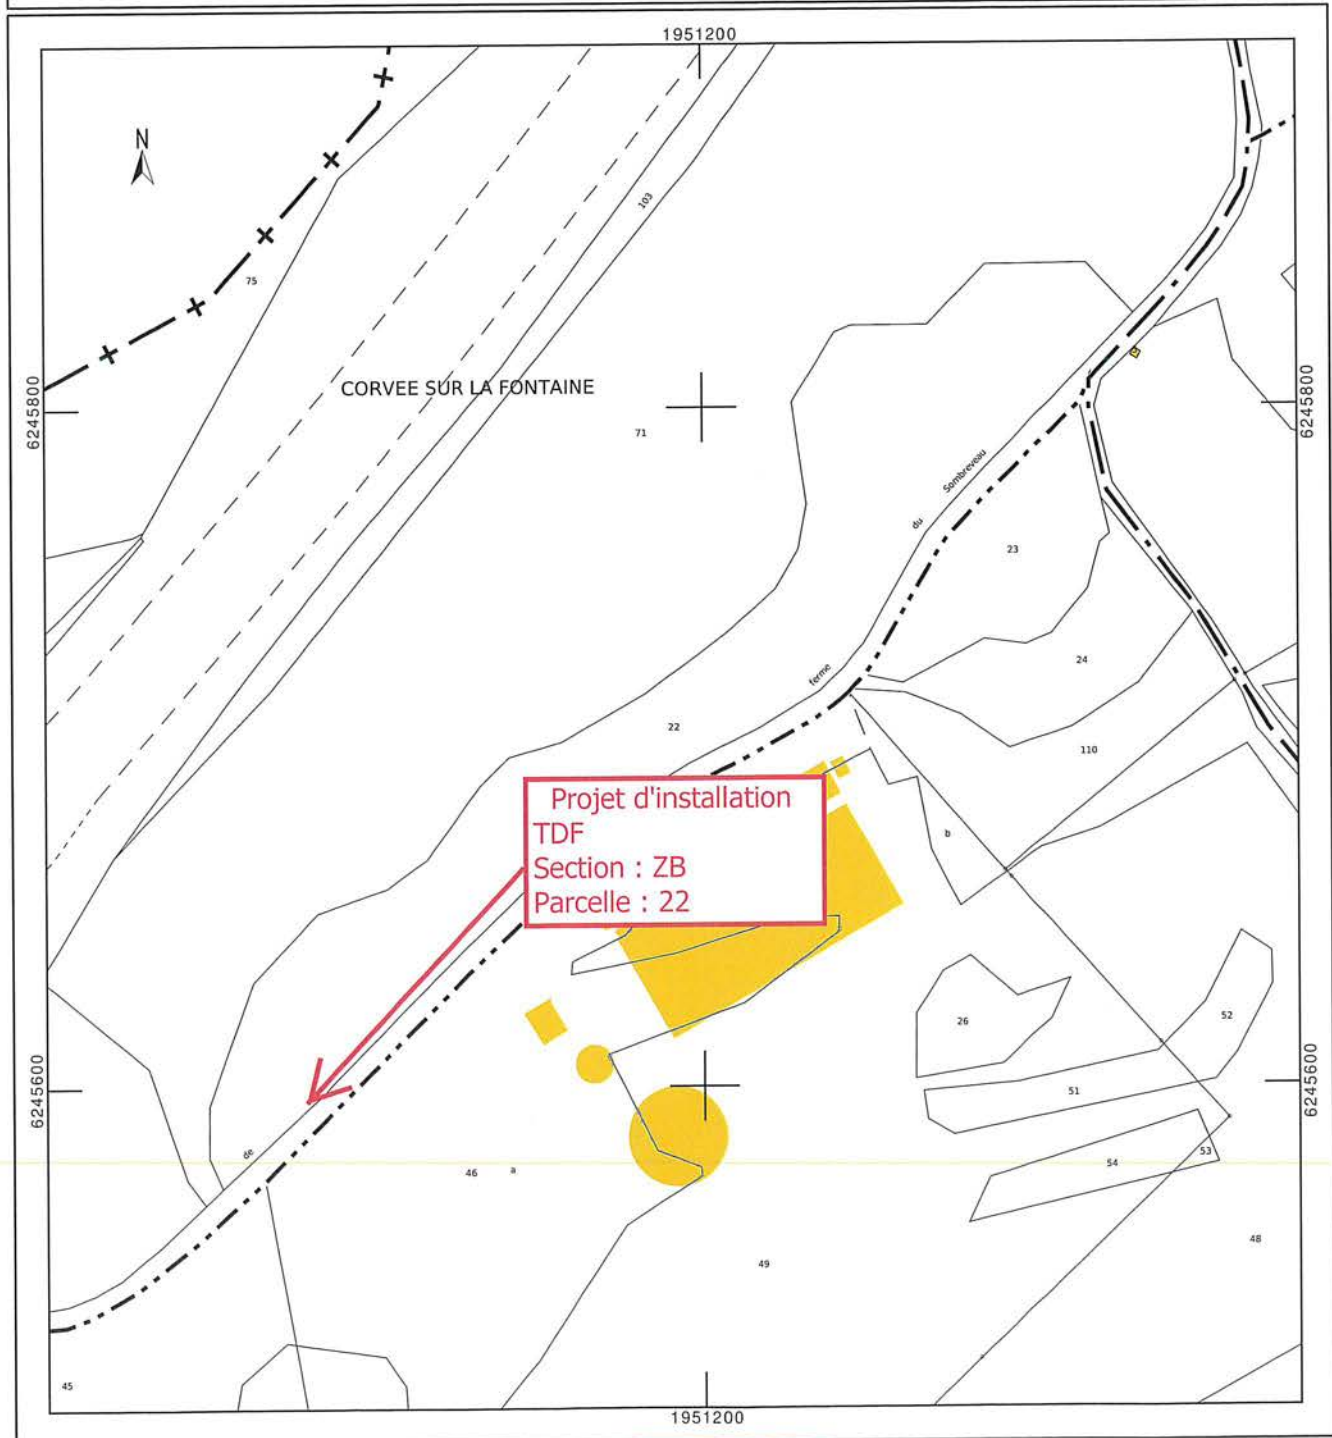 1951200
N
103
75
6245800
CORVEE SUR LA FONTAINE
6245800
71
Sombreveau
du
23
24
ferme
22
110
Projet d'installation
TDF
Section : ZB
Parcelle : 22
b
26
52
6245600
6245600
51
de
46
a
54
53
48
49
45
1951200